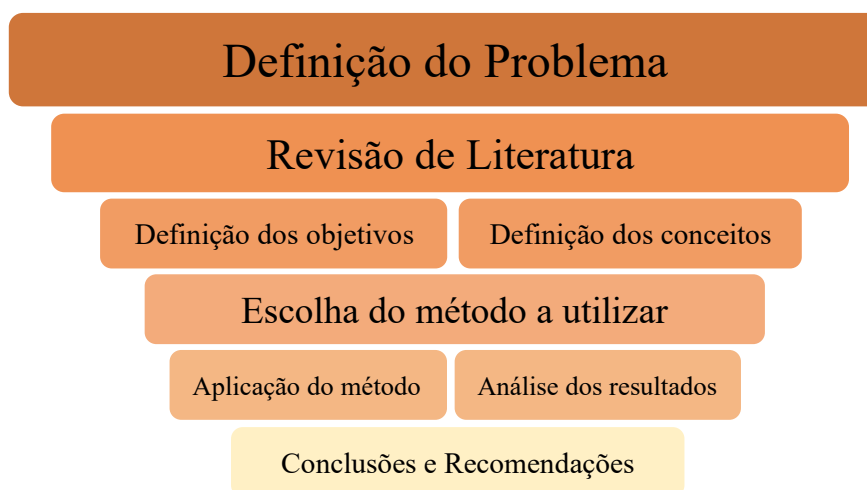 Definição do Problema
Revisão de Literatura
Definição dos objetivos
Definição dos conceitos
Escolha do método a utilizar
Aplicação do método
Análise dos resultados
Conclusões e Recomendações